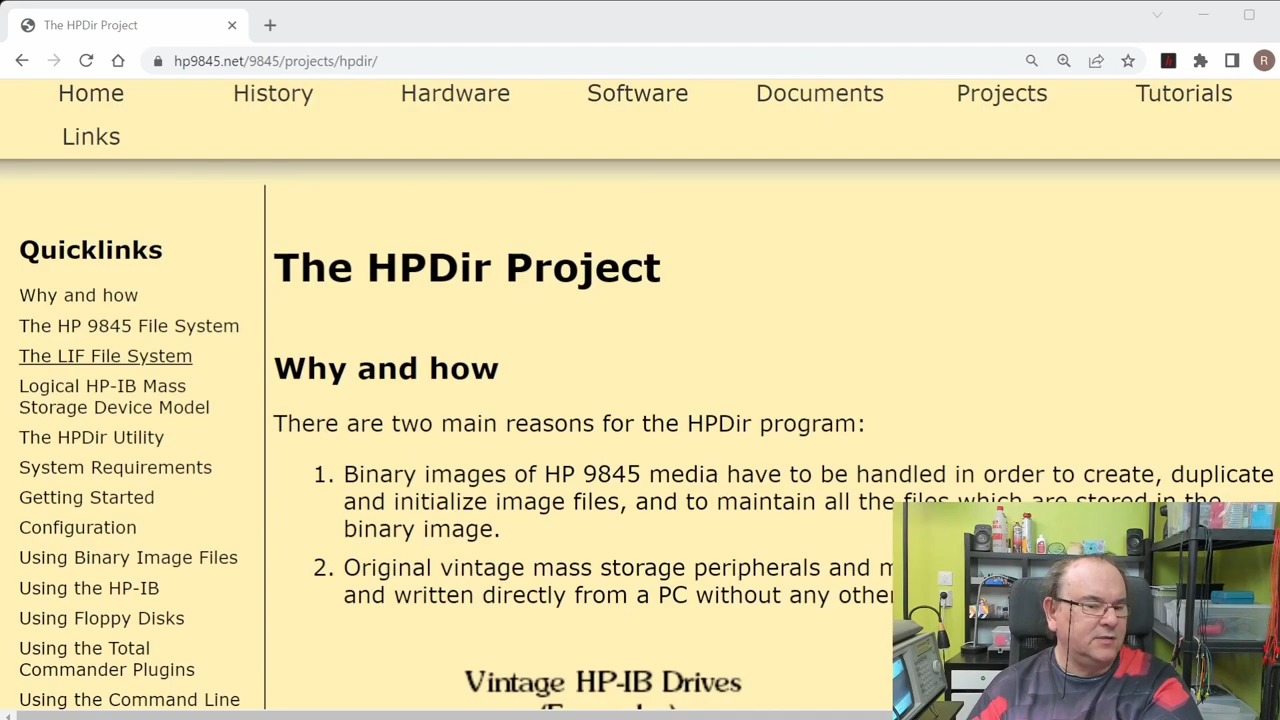 The HPDir Project
hp9845.net/9845/projects/hpdir/
R
Home History Hardware Software Documents Projects Tutorials
Links
Quicklinks
Why and how
The HP 9845 File System
The LIF File System
Logical HP-IB Mass
Storage Device Model
The HPDir Utility
System Requirements
Getting Started
Configuration
Using Binary Image Files
Using the HP-IB
Using Floppy Disks
Using the Total
Commander Plugins
Using the Command Line
The HPDir Project
Why and how
There are two main reasons for the HPDir program:
1. Binary images of HP 9845 media have to be handled in order to create, duplicate
and initialize image files, and to maintain all the files which are stored in the
binary image.
2. Original vintage mass storage peripherals and
and written directly from a PC without any other
Vintage HP-IB Drives